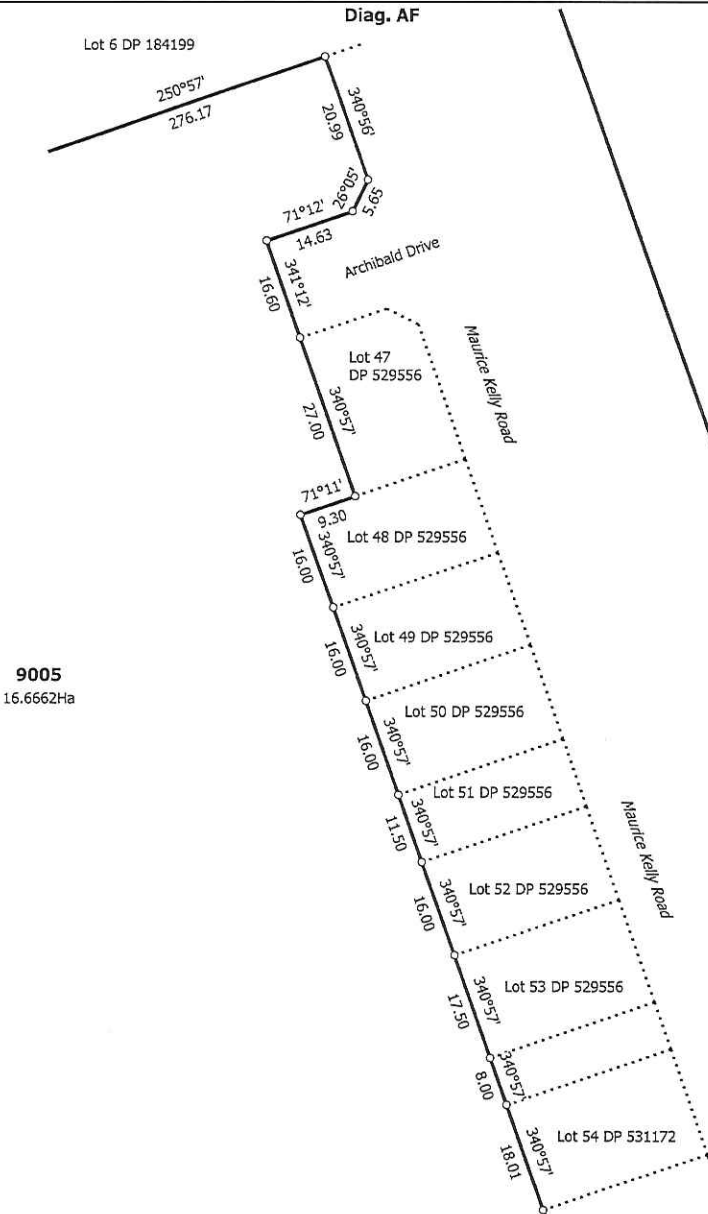 Diag. AF
Lot 6 DP 184199
250°57'
276.17
340°56'
20.99
26°05'
5.65
71°12'
14.63
Archibald Drive
341°12'
16.60
Lot 47
DP 529556
Maurice Kelly Road
340°57'
27.00
71°11'
9.30
Lot 48 DP 529556
340°57'
16.00
Lot 49 DP 529556
340°57'
16.00
9005
16.6662Ha
Lot 50 DP 529556
340°57'
16.00
Lot 51 DP 529556
340°57'
11.50
Maurice Kelly Road
Lot 52 DP 529556
340°57'
16.00
Lot 53 DP 529556
340°57'
17.50
340°57'
8.00
Lot 54 DP 531172
340°57'
18.01